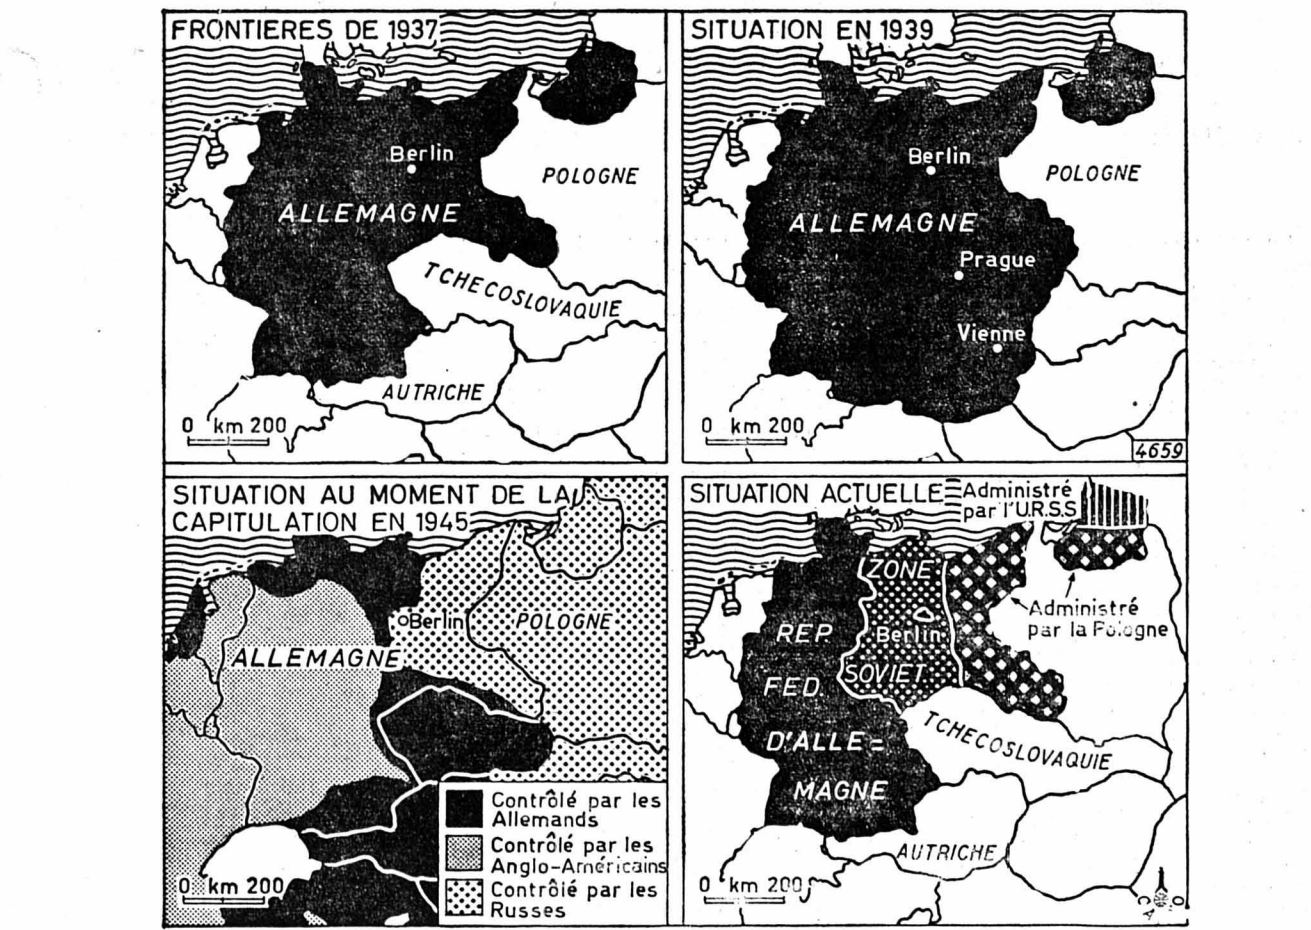 FRONTIERES DE 1937
Berlin
POLOGNE
ALLEMAGNE
TCHECOSLOVAQUIE
AUTRICHE
0 km 200
SITUATION EN 1939
Berlin
POLOGNE
ALLEMAGNE
Prague
Vienne
0 km 200
4659
SITUATION AU MOMENT DE LA
CAPITULATION EN 1945
Berlin
POLOGNE
ALLEMAGNE
Contrôlé par les
Allemands
Contrôlé par les
Anglo-Américains
Contrôlé par les
Russes
0 km 200
SITUATION ACTUELLE
Administré
par l'U.R.S.S
ZONE
Administré
par la Pologne
Berlin
REP.
SOVIET.
FED.
TCHECOSLOVAQUIE
D'ALLE=
MAGNE
AUTRICHE
0 km 200